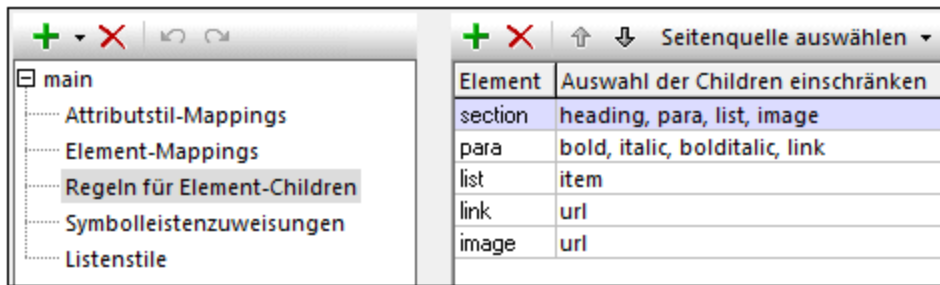 Seitenquelle auswählen
main
Attributstil-Mappings
Element-Mappings
Regeln für Element-Children
Symbolleistenzuweisungen
Listenstile
Element Auswahl der Children einschränken
section heading, para, list, image
para bold, italic, bolditalic, link
list item
link url
image url